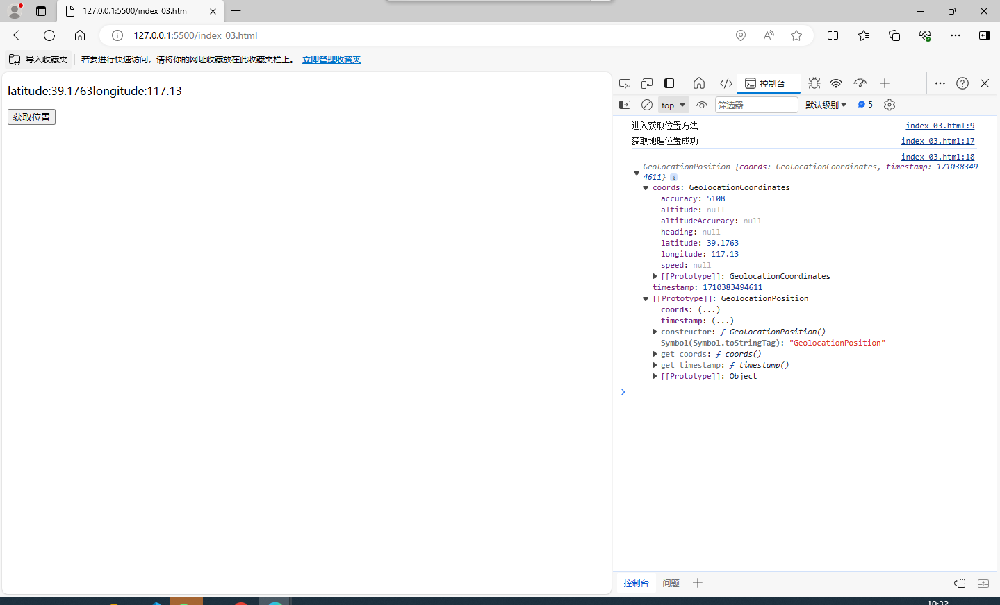 127.0.0.1:5500/index_03.html
127.0.0.1:5500/index_03.html
导入收藏夹
若要进行快速访问，请将你的网址收藏放在此收藏夹栏上。 立即管理收藏夹
latitude:39.1763longitude:117.13
获取位置
控制台
top
筛选器
默认级别
5
进入获取位置方法 index_03.html:9
获取地理位置成功 index_03.html:17
index_03.html:18
GeolocationPosition {coords: GeolocationCoordinates, timestamp: 171038349
4611} i
coords: GeolocationCoordinates
accuracy: 5108
altitude: null
altitudeAccuracy: null
heading: null
latitude: 39.1763
longitude: 117.13
speed: null
[[Prototype]]: GeolocationCoordinates
timestamp: 1710383494611
[[Prototype]]: GeolocationPosition
coords: (...)
timestamp: (...)
constructor: ƒ GeolocationPosition()
Symbol(Symbol.toStringTag): "GeolocationPosition"
get coords: ƒ coords()
get timestamp: ƒ timestamp()
[[Prototype]]: Object
控制台 问题
10:32